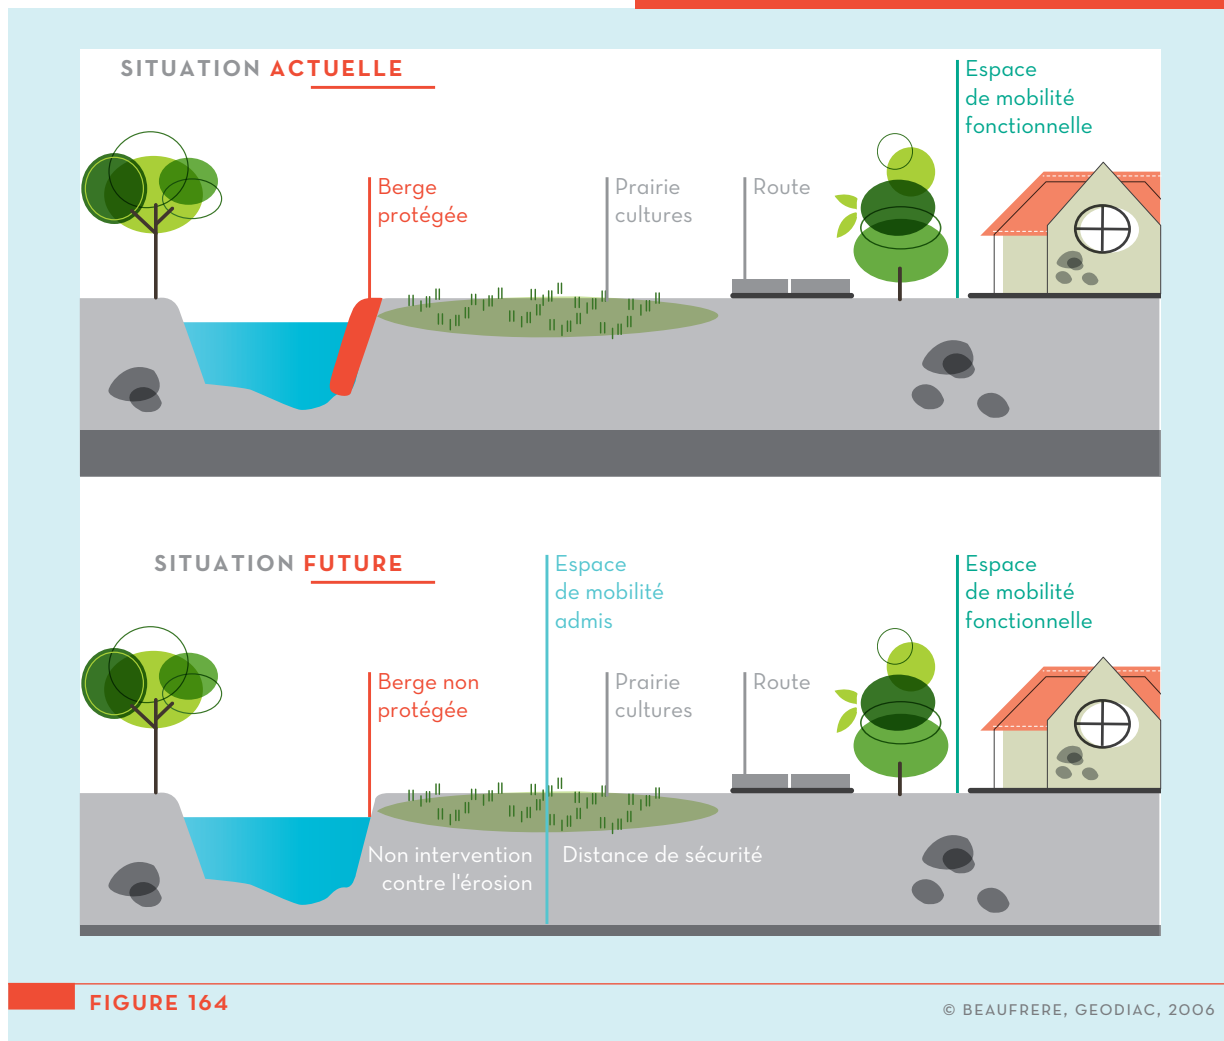 SITUATION ACTUELLE
Espace
de mobilité
fonctionnelle
Berge
protégée
Prairie
cultures
Route
SITUATION FUTURE
Espace
de mobilité
admis
Espace
de mobilité
fonctionnelle
Berge non
protégée
Prairie
cultures
Route
Non intervention
contre l'érosion
Distance de sécurité
FIGURE 164
© BEAUFRERE, GEODIAC, 2006